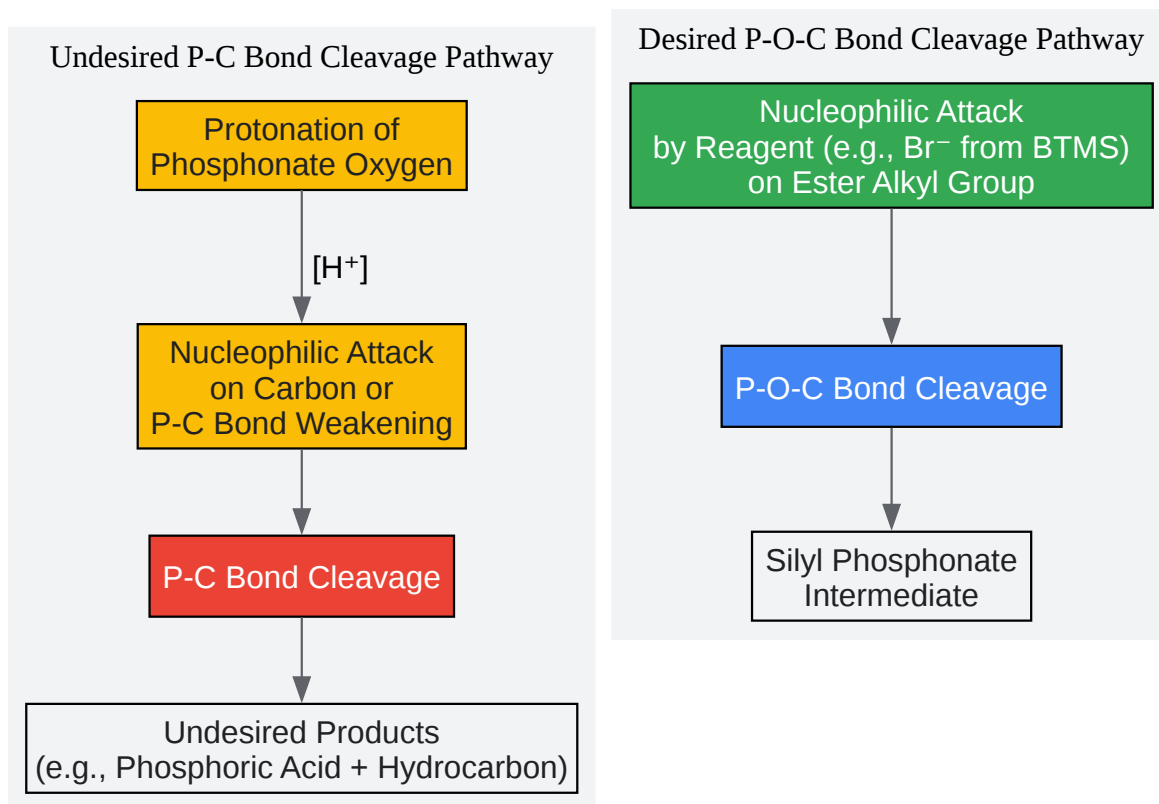 Undesired P-C Bond Cleavage Pathway
Protonation of
Phosphonate Oxygen
[H⁺]
Nucleophilic Attack
on Carbon or
P-C Bond Weakening
P-C Bond Cleavage
Undesired Products
(e.g., Phosphoric Acid + Hydrocarbon)
Desired P-O-C Bond Cleavage Pathway
Nucleophilic Attack
by Reagent (e.g., Br⁻ from BTMS)
on Ester Alkyl Group
P-O-C Bond Cleavage
Silyl Phosphonate
Intermediate